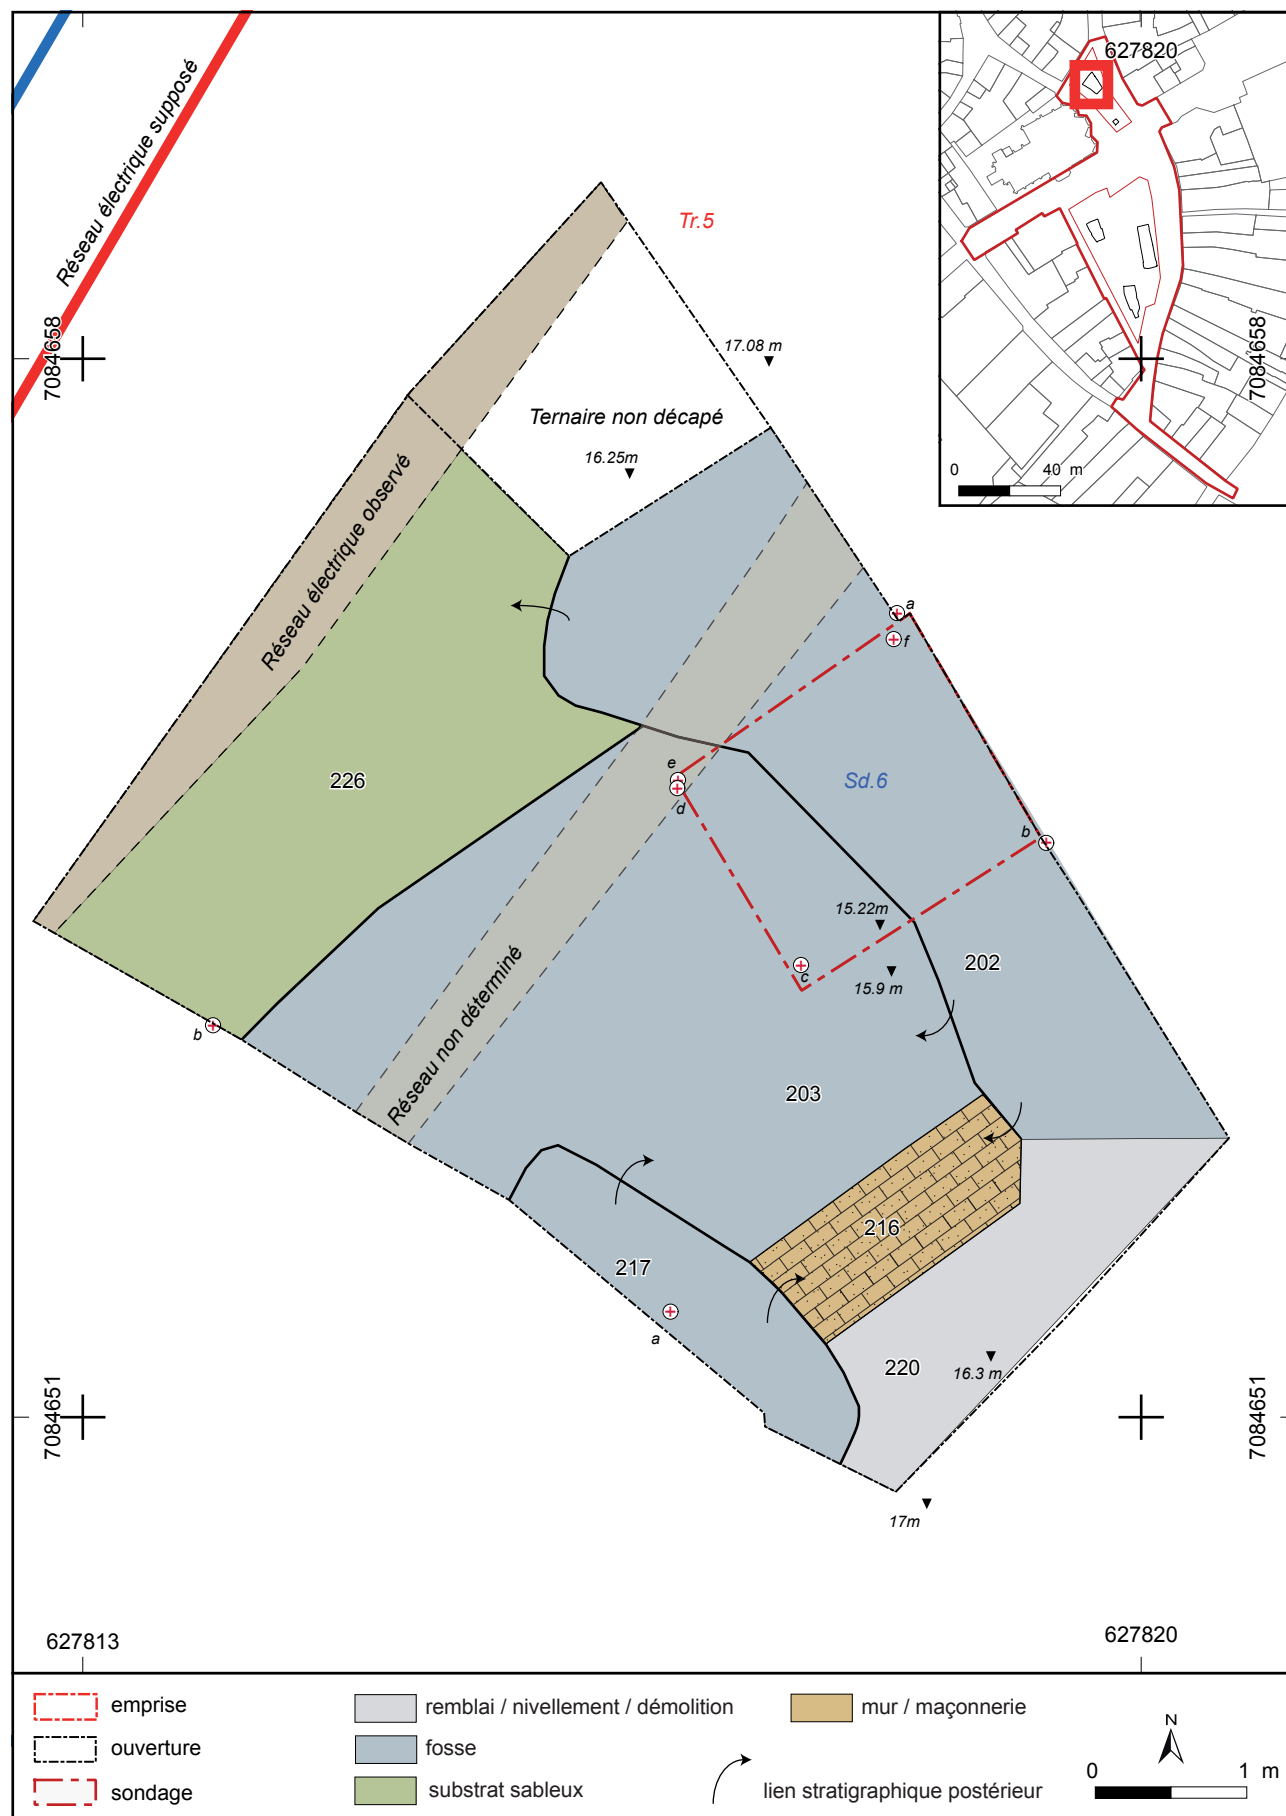 627820
Réseau électrique supposé
Tr.5
7084658
7084658
17.08 m
0 40 m
Ternaire non décapé
16.25m
Réseau électrique observé
a
f
226
e
d
Sd.6
b
15.22m
c
15.9 m
202
b
Réseau non déterminé
203
216
217
a
220
16.3 m
7084651
7084651
17m
627813
627820
emprise
remblai / nivellement / démolition
mur / maçonnerie
ouverture
fosse
N
sondage
substrat sableux
lien stratigraphique postérieur
0 1 m